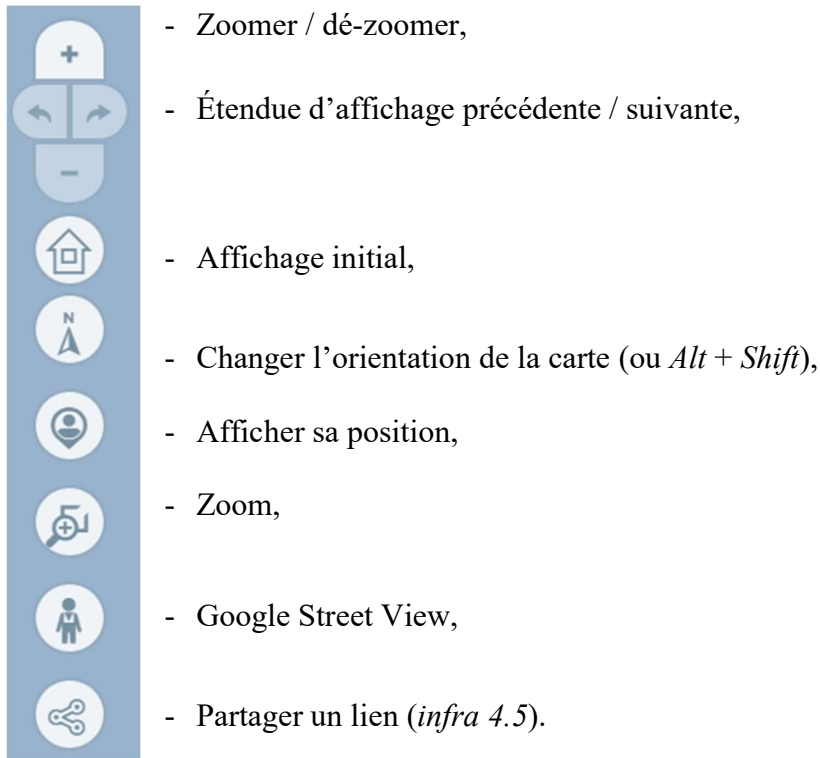 - Zoomer / dé-zoomer,
- Étendue d’affichage précédente / suivante,
- Affichage initial,
N
- Changer l’orientation de la carte (ou Alt + Shift),
- Afficher sa position,
- Zoom,
- Google Street View,
- Partager un lien (infra 4.5).